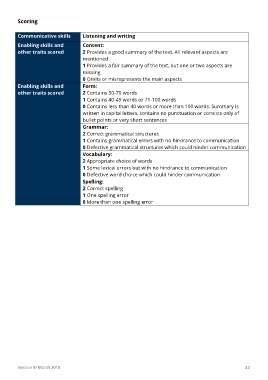 Scoring
Communicative skills
Listening and writing
Enabling skills and
other traits scored
Content:
2 Provides a good summary of the text. All relevant aspects are
mentioned
1 Provides a fair summary of the text, but one or two aspects are
missing
0 Omits or misrepresents the main aspects
Enabling skills and
other traits scored
Form:
2 Contains 50-70 words
1 Contains 40-49 words or 71-100 words
0 Contains less than 40 words or more than 100 words. Summary is
written in capital letters, contains no punctuation or consists only of
bullet points or very short sentences
Grammar:
2 Correct grammatical structures
1 Contains grammatical errors with no hindrance to communication
0 Defective grammatical structures which could hinder communication
Vocabulary:
2 Appropriate choice of words
1 Some lexical errors but with no hindrance to communication
0 Defective word choice which could hinder communication
Spelling:
2 Correct spelling
1 One spelling error
0 More than one spelling error
March 2018